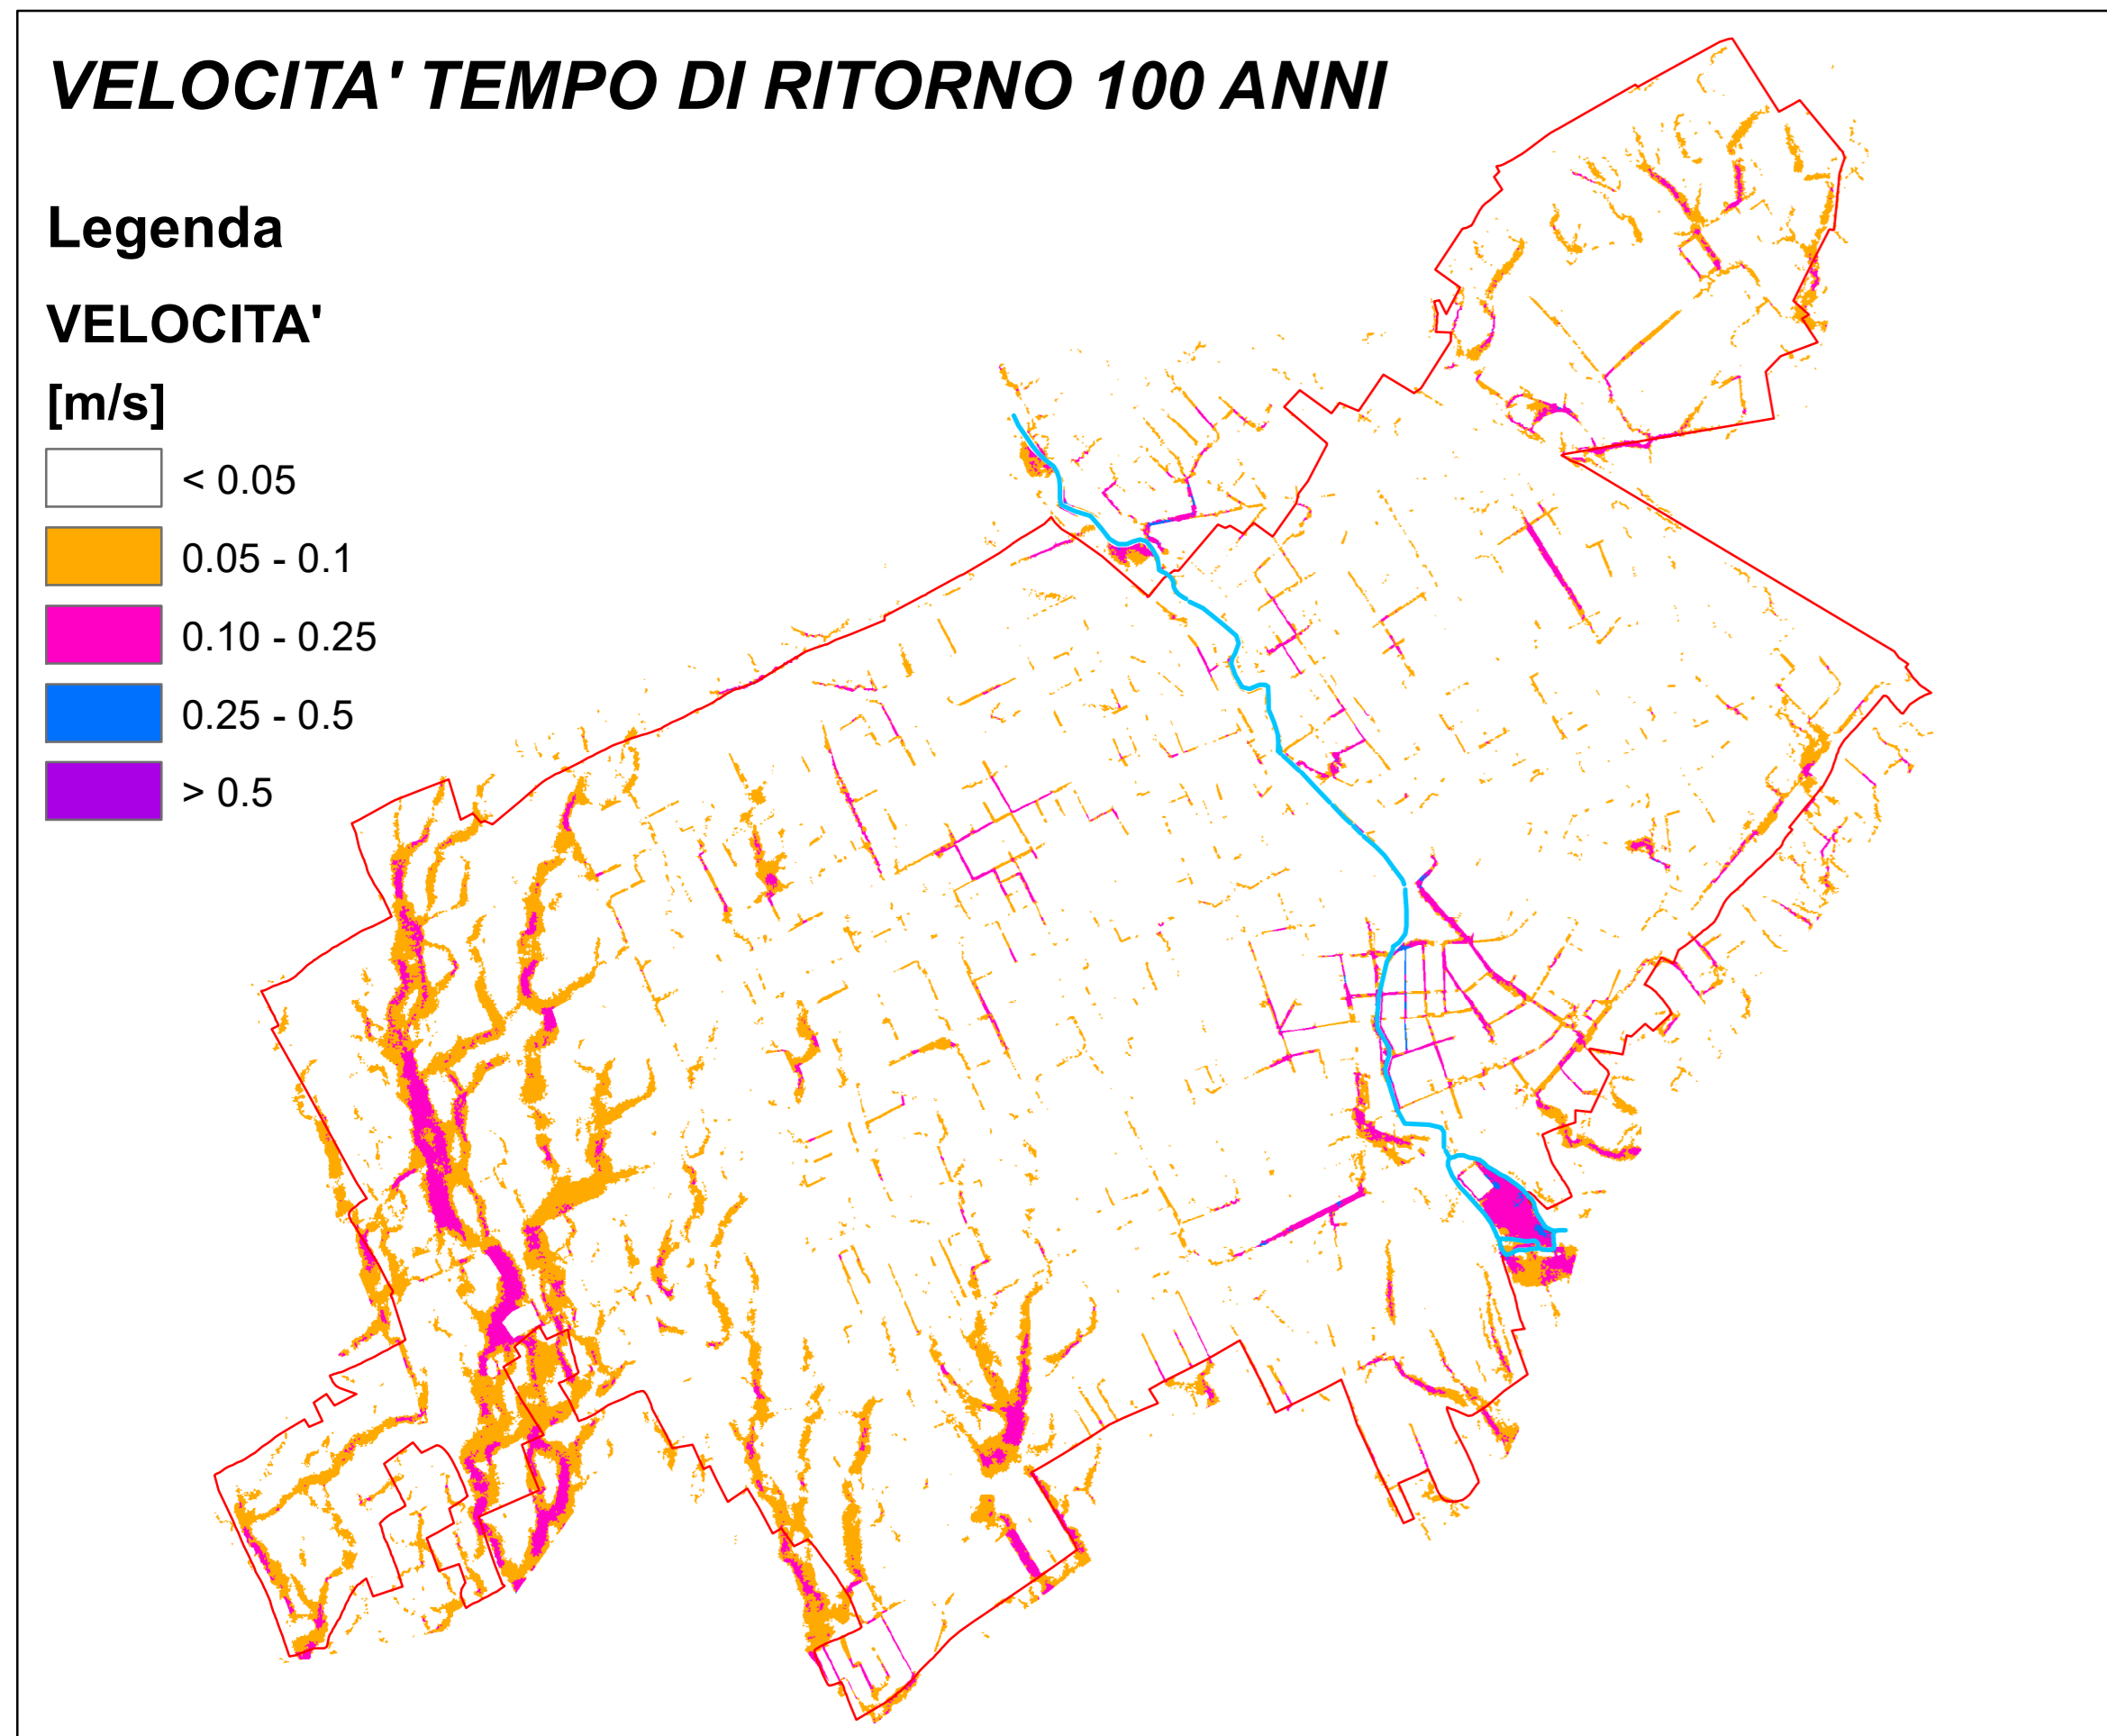 VELOCITA' TEMPO DI RITORNO 100 ANNI
Legenda
VELOCITA'
[m/s]
< 0.05
0.05 - 0.1
0.10 - 0.25
0.25 - 0.5
> 0.5